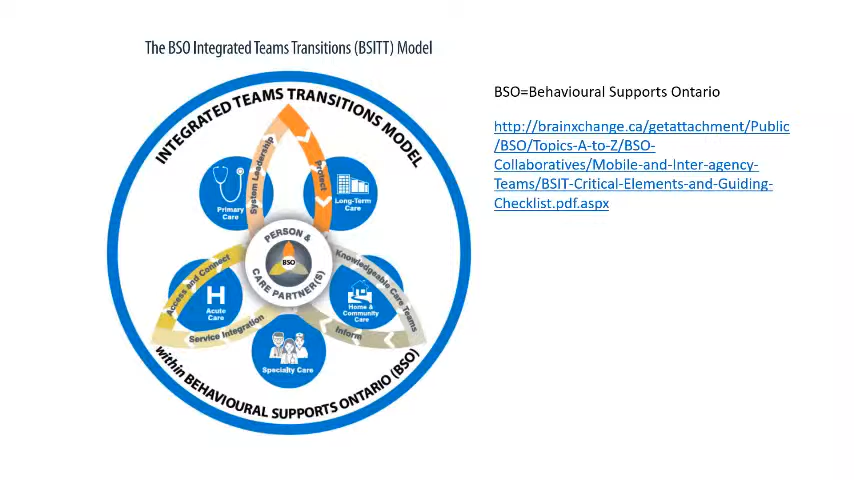 The BSO Integrated Teams Transitions (BSITT) Model
INTEGRATED TEAMS TRANSITIONS MODEL
System Leadership
Protect
Primary
Care
Long-Term
Care
PERSON &
BSO
CARE PARTNER(S)
Access and Connect
Knowledgeable Care Teams
H
Acute
Care
Home &
Community
Care
Service Integration
Inform
Specialty Care
within BEHAVIOURAL SUPPORTS ONTARIO (BSO)
BSO=Behavioural Supports Ontario
http://brainxchange.ca/getattachment/Public
/BSO/Topics-A-to-Z/BSO-
Collaboratives/Mobile-and-Inter-agency-
Teams/BSIT-Critical-Elements-and-Guiding-
Checklist.pdf.aspx